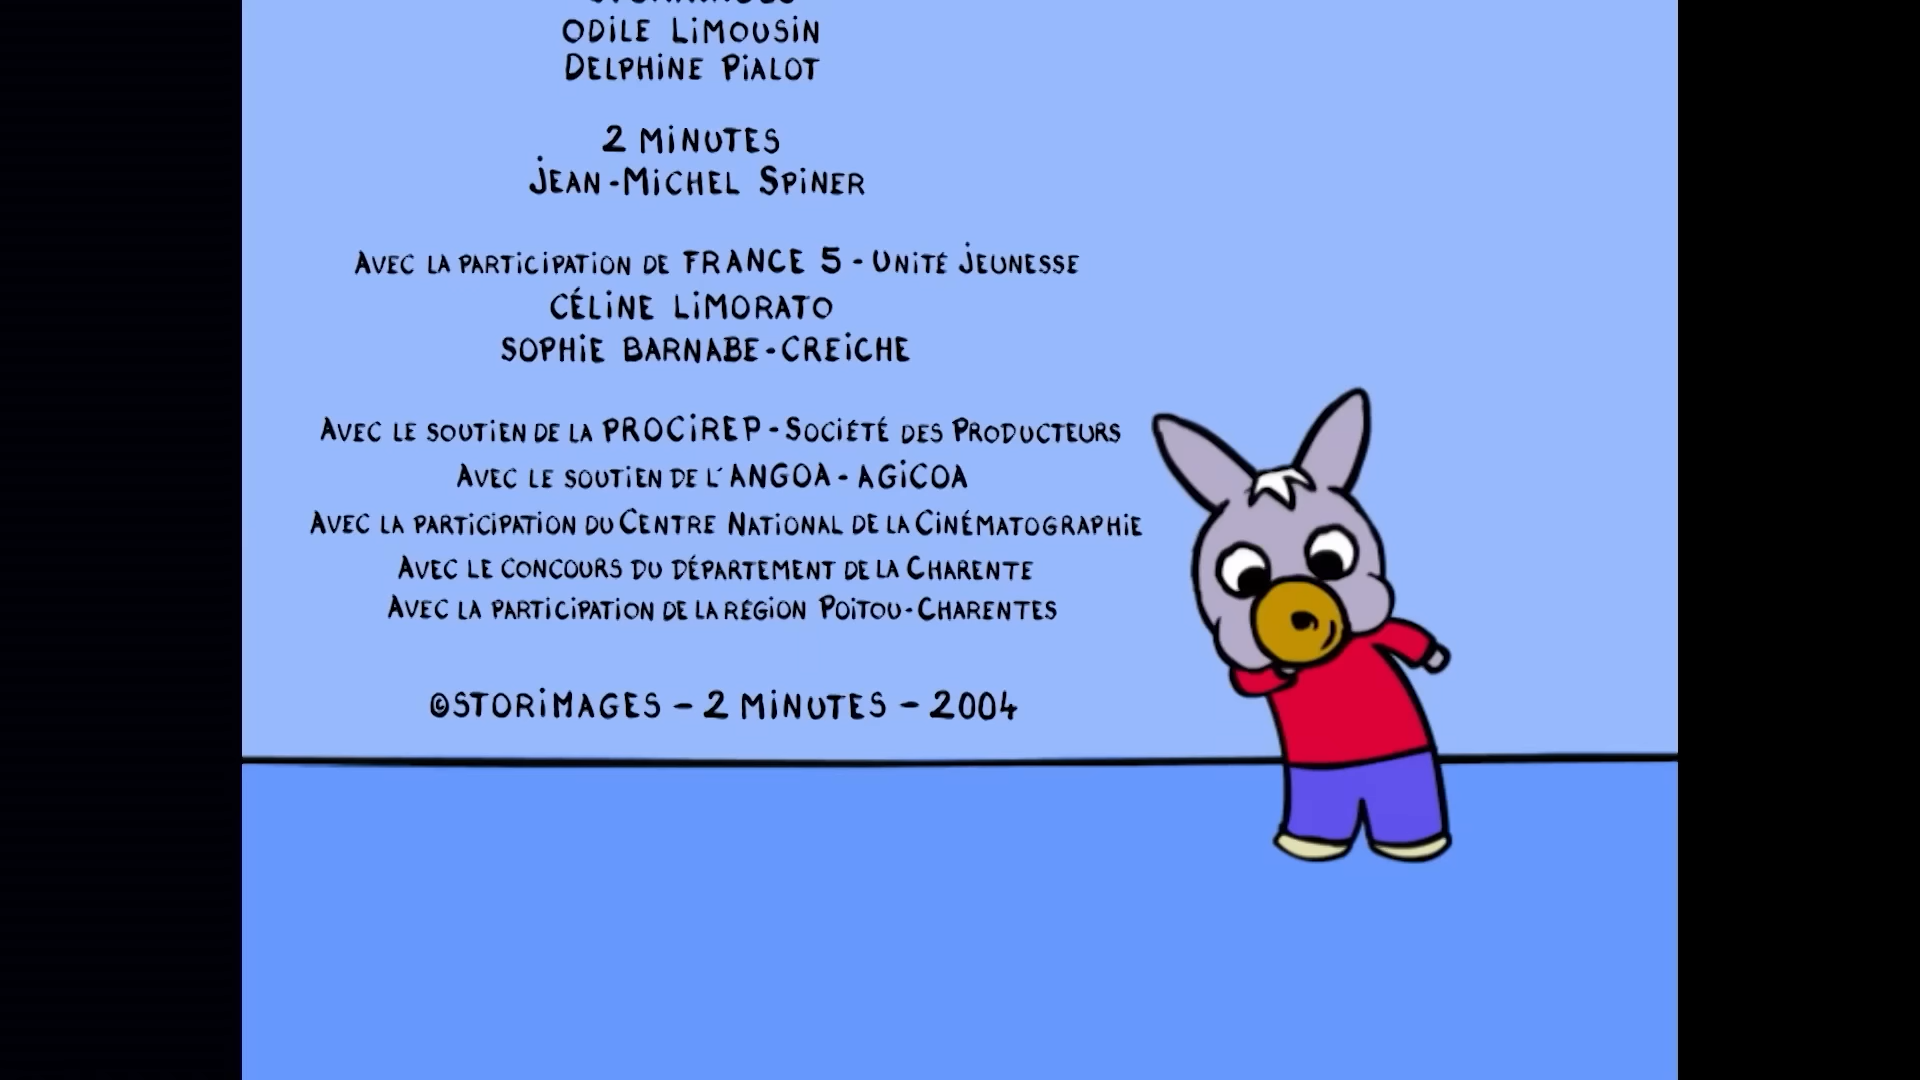 ODiLE LiMOUSiN
DELPHiNE PiALOT
2 MiNUTES
JEAN-MiCHEL SPiNER
AVEC LA PARTiCiPATiON DE FRANCE 5 - UNiTÉ JEUNESSE
CÉLiNE LiMORATO
SOPHiE BARNABE-CREiCHE
AVEC LE SOUTiEN DE LA PROCiREP - SOCiÉTÉ DES PRODUCTEURS
AVEC LE SOUTiEN DE L'ANGOA - AGiCOA
AVEC LA PARTiCiPATiON DU CENTRE NATiONAL DE LA CiNÉMATOGRAPHiE
AVEC LE CONCOURS DU DÉPARTEMENT DE LA CHARENTE
AVEC LA PARTiCiPATiON DE LA RÉGiON POiTOU-CHARENTES
©STORiMAGES - 2 MiNUTES - 2004